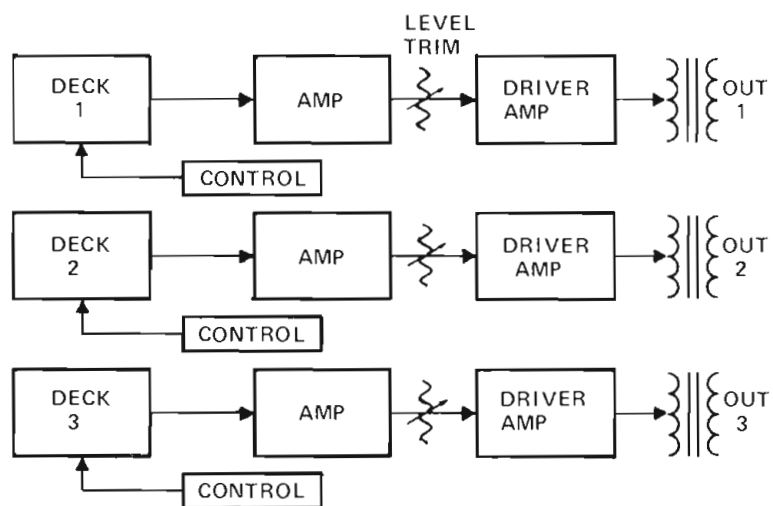 LEVEL
TRIM
DECK
1
AMP
DRIVER
AMP
OUT
1
CONTROL
DECK
2
AMP
DRIVER
AMP
OUT
2
CONTROL
DECK
3
AMP
DRIVER
AMP
OUT
3
CONTROL